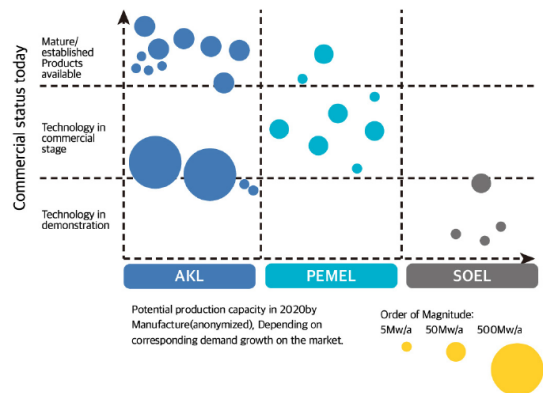 Commercial status today
Mature/
established
Products
available
Technology in
commercial
stage
Technology in
demonstration
AKL
PEMEL
SOEL
Potential production capacity in 2020by
Manufacture(anonymized), Depending on
corresponding demand growth on the market.
Order of Magnitude:
5Mw/a 50Mw/a 500Mw/a